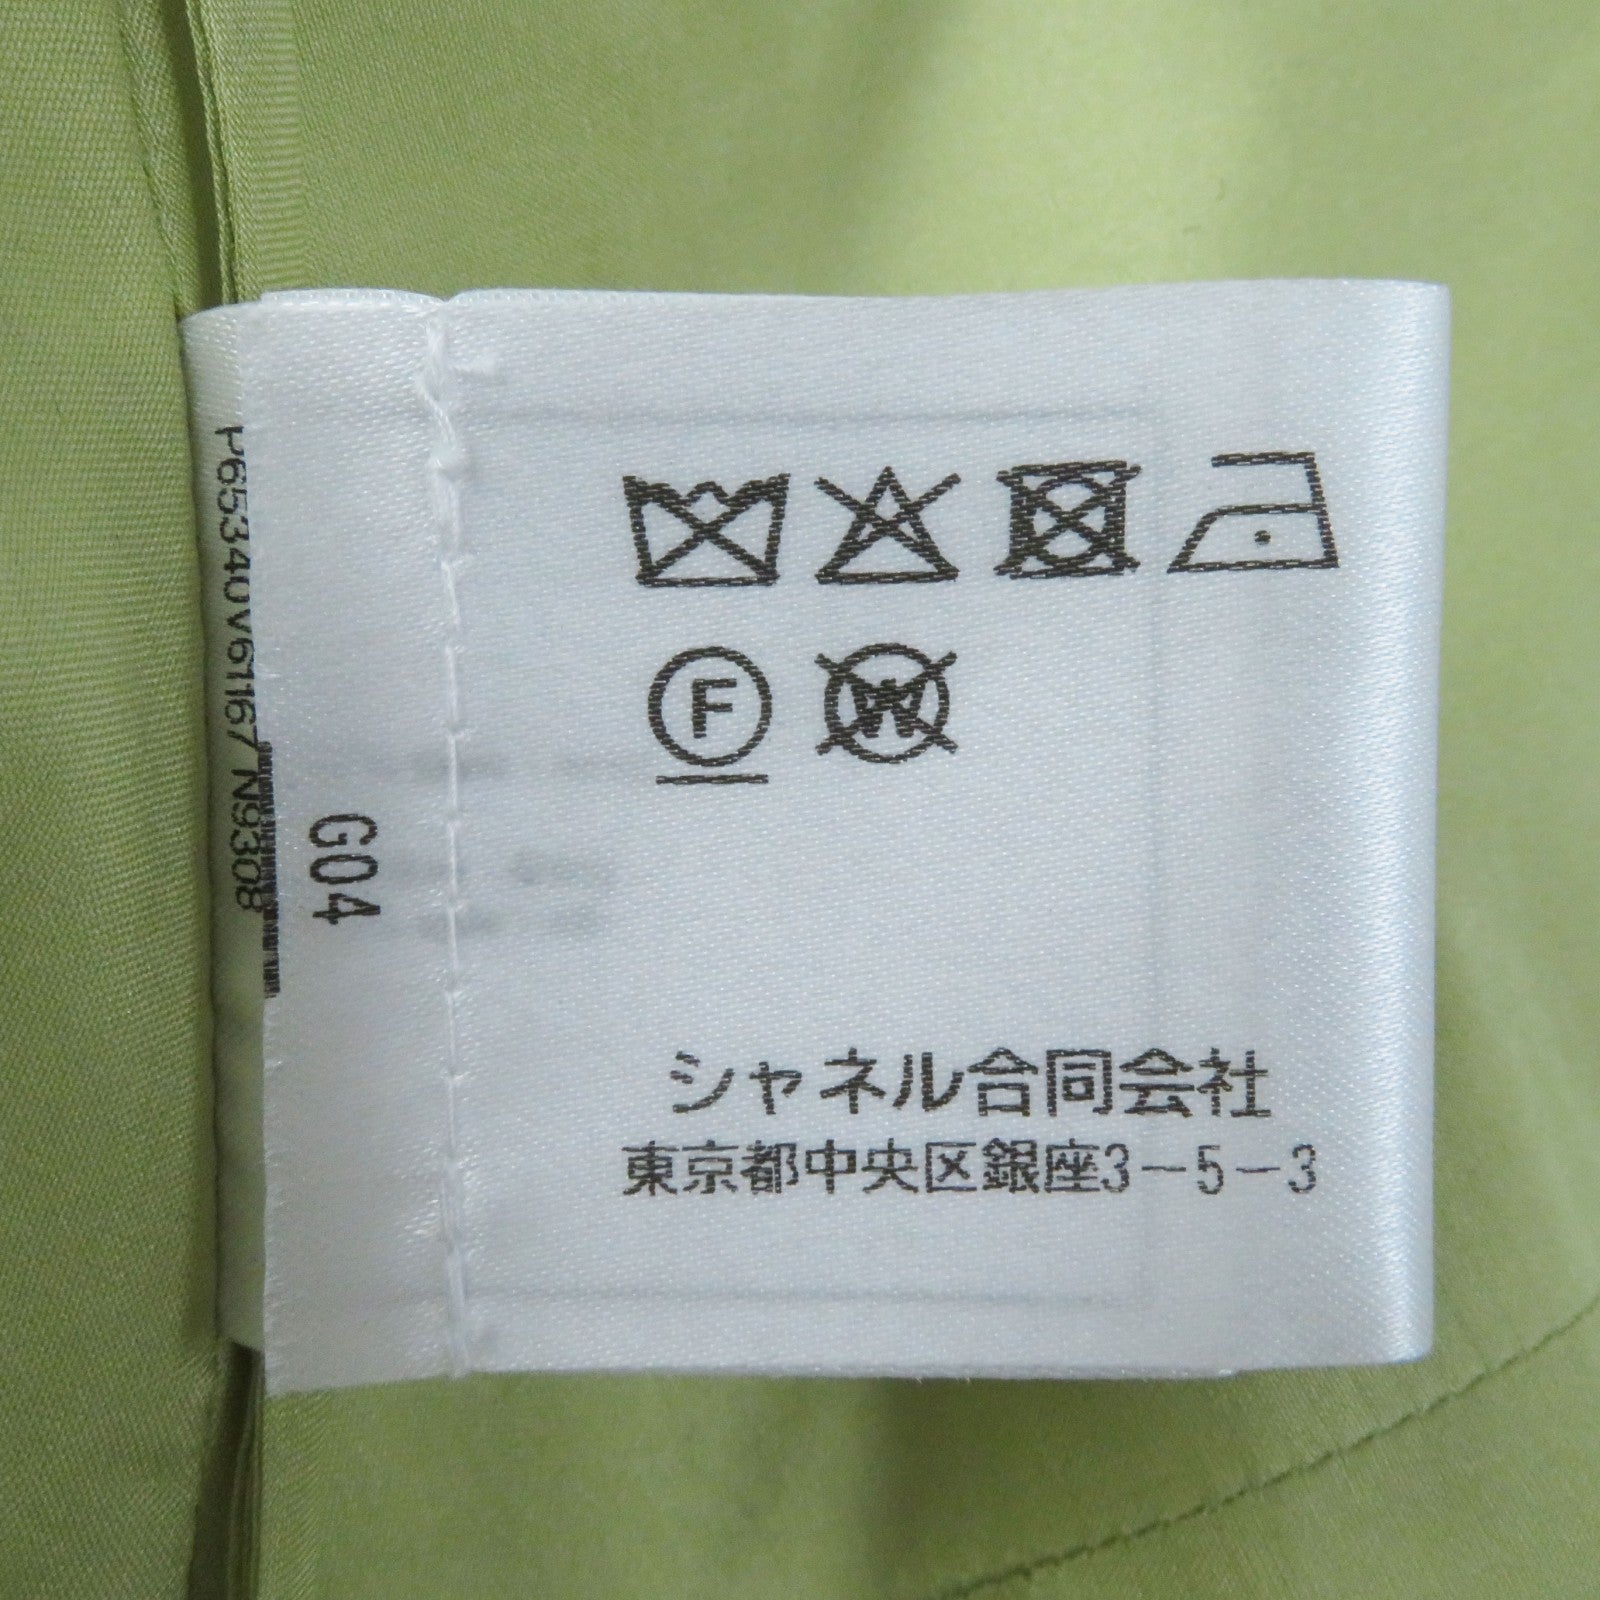 P65340V61167 N9308
G04
F
W
シャネル合同会社
東京都中央区銀座3-5-3